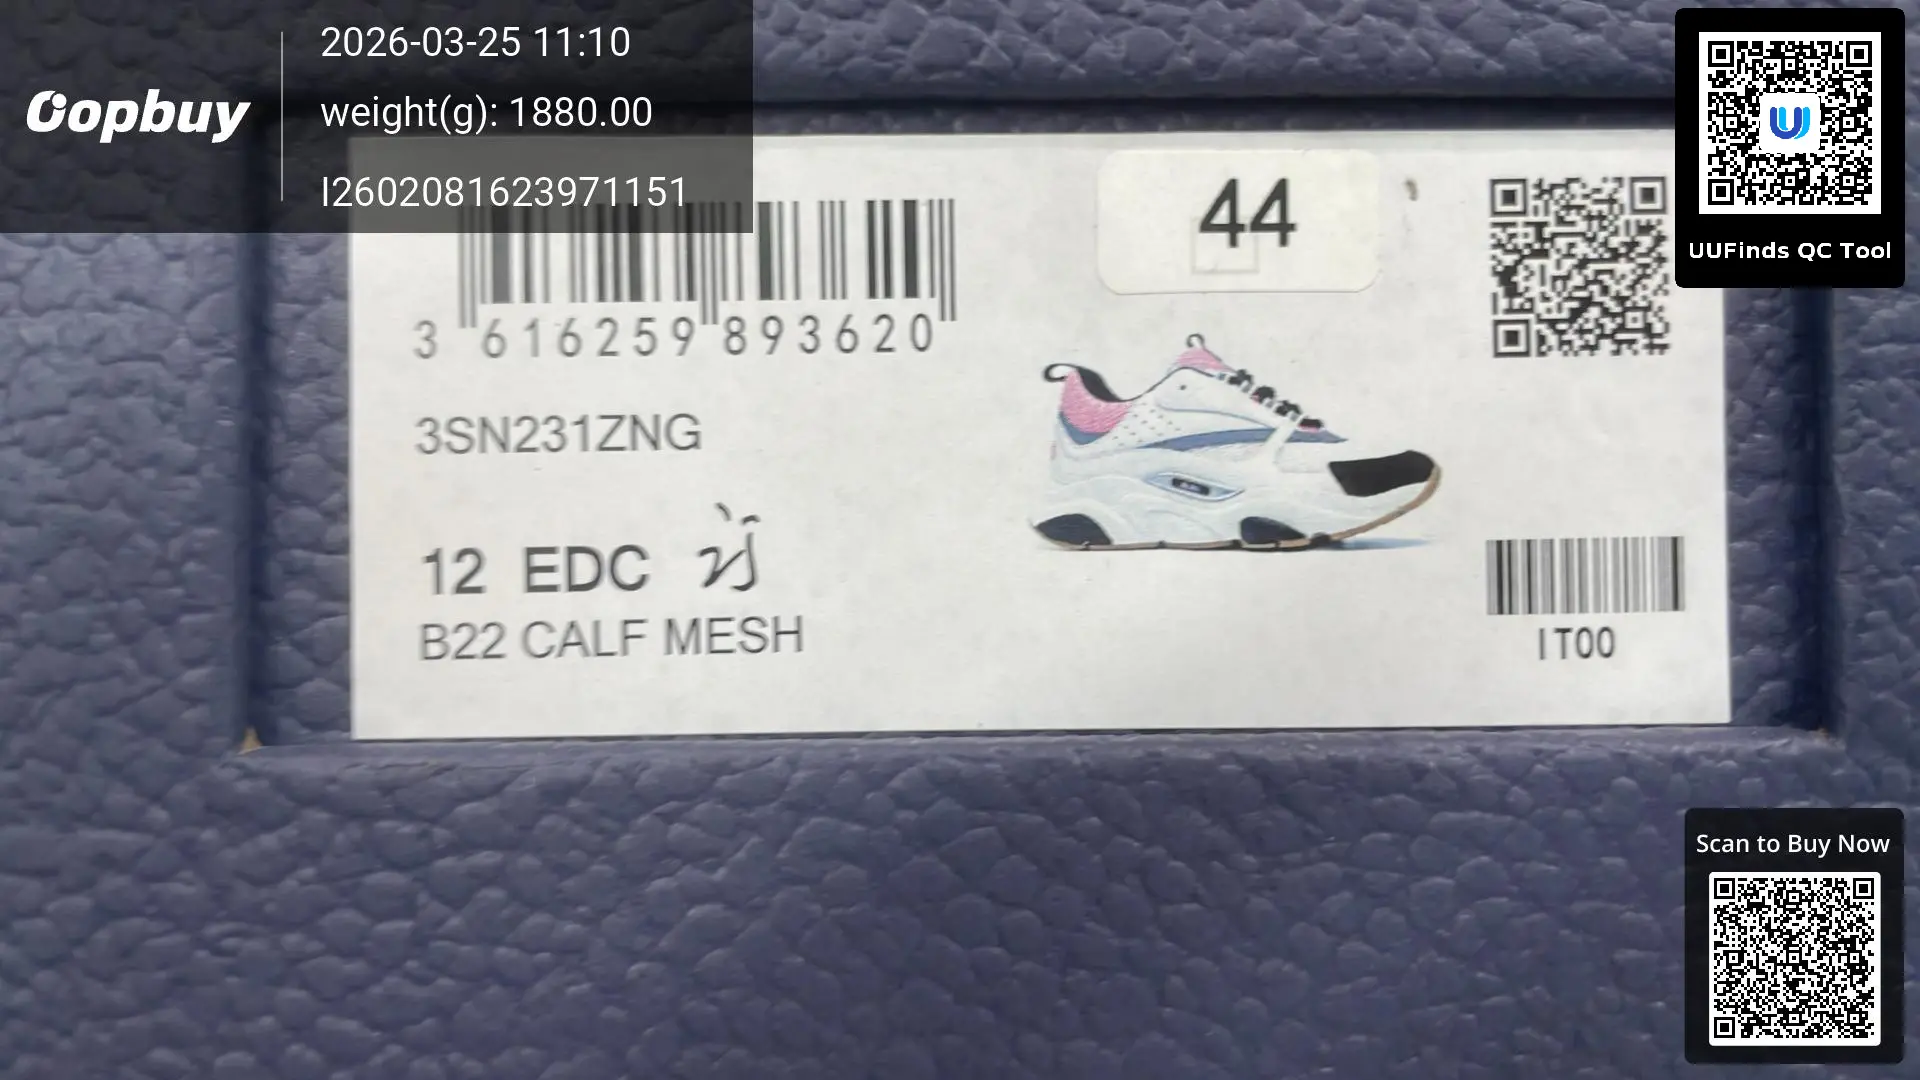 Oopbuy
2026-03-25 11:10
weight(g): 1880.00
I2602081623971151
UUFinds QC Tool
44
3 616259 893620
3SN231ZNG
12 EDC
B22 CALF MESH
IT00
Scan to Buy Now